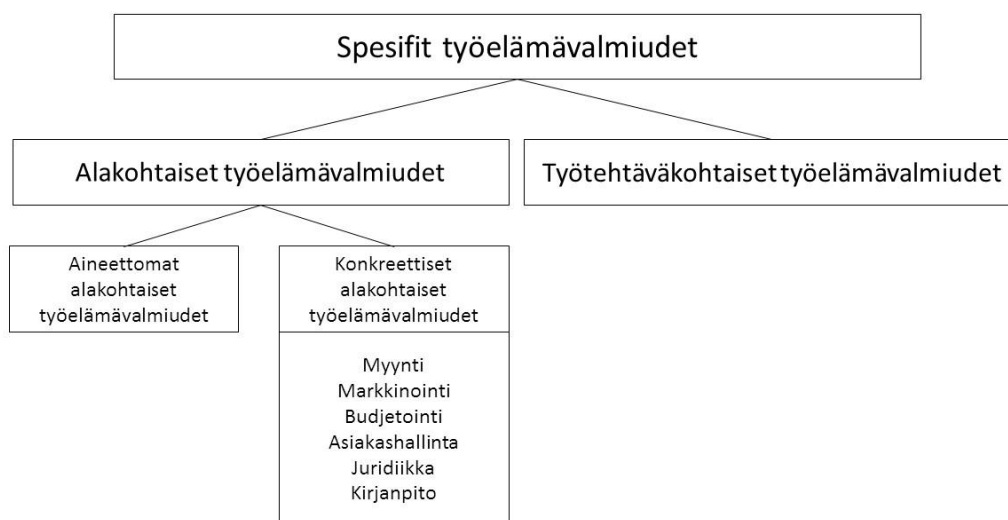 Spesifit työelämävalmiudet
Alakohtaiset työelämävalmiudet
Työtehtäväkohtaiset työelämävalmiudet
Aineettomat
alakohtaiset
työelämävalmiudet
Konkreettiset
alakohtaiset
työelämävalmiudet
Myynti
Markkinointi
Budjetointi
Asiakashallinta
Juridiikka
Kirjanpito